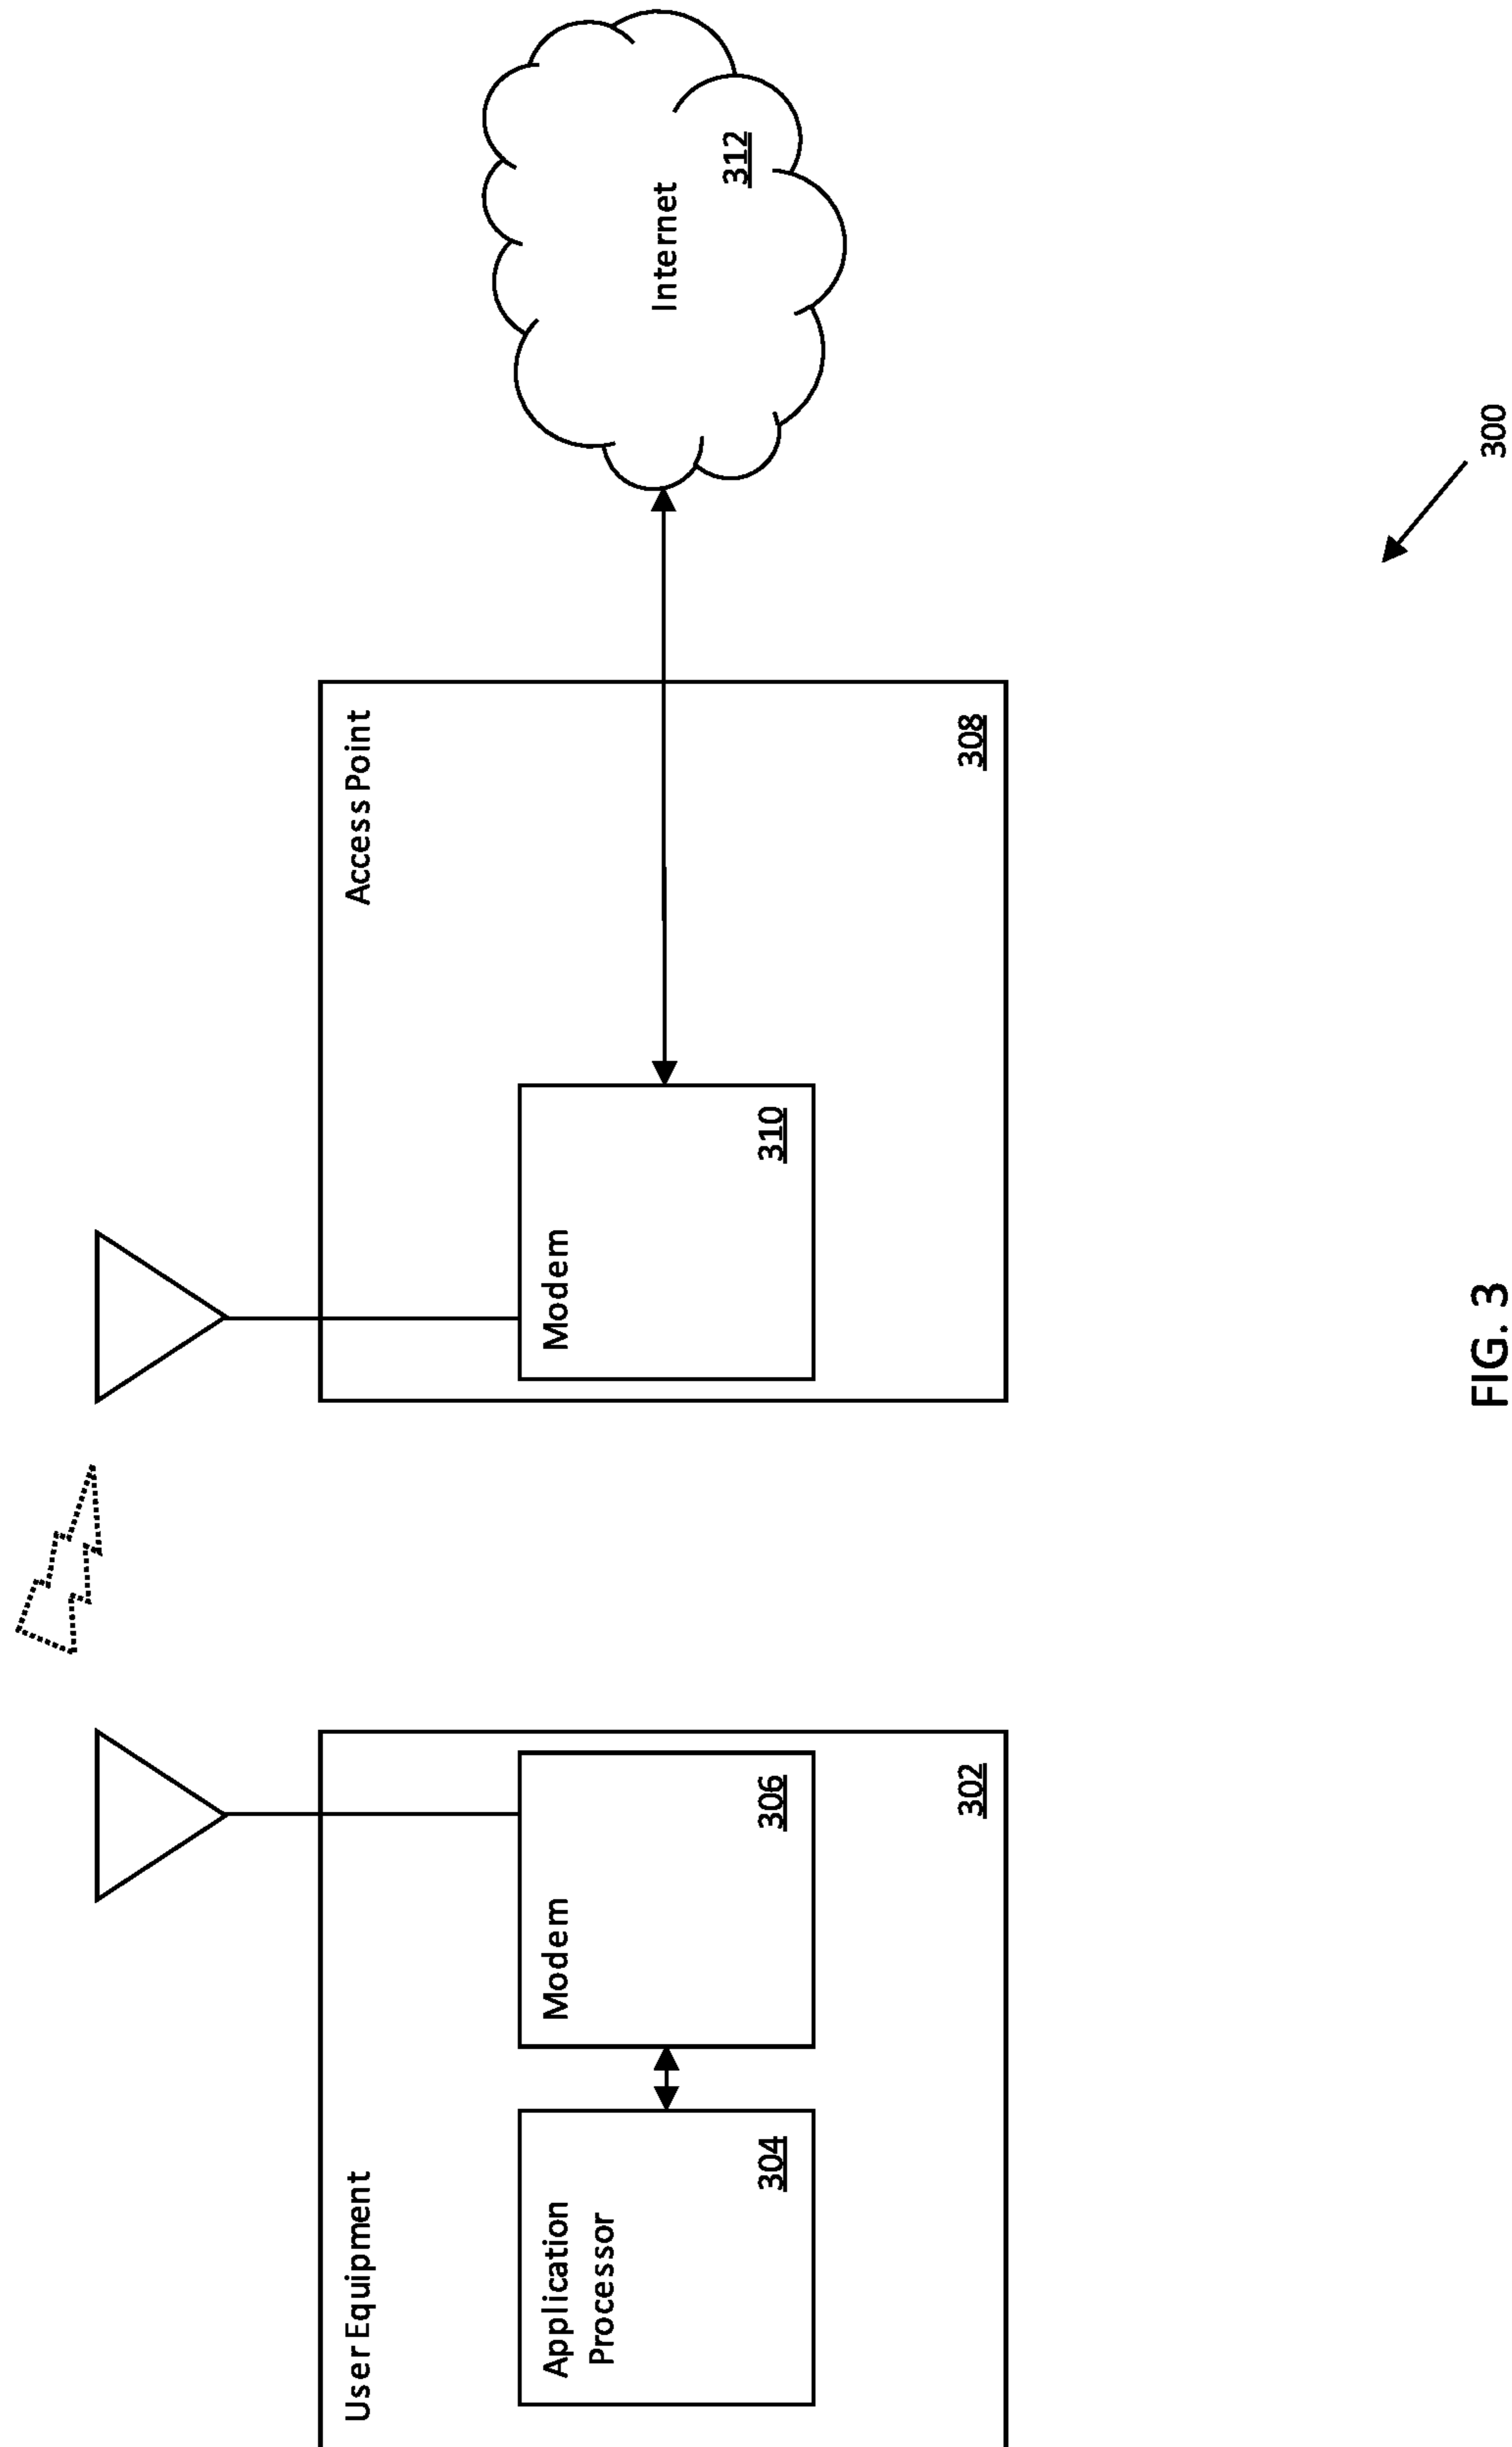 User Equipment
Application
Processor
304
Modem
306
302
Access Point
Modem
310
308
Internet
312
300
FIG. 3